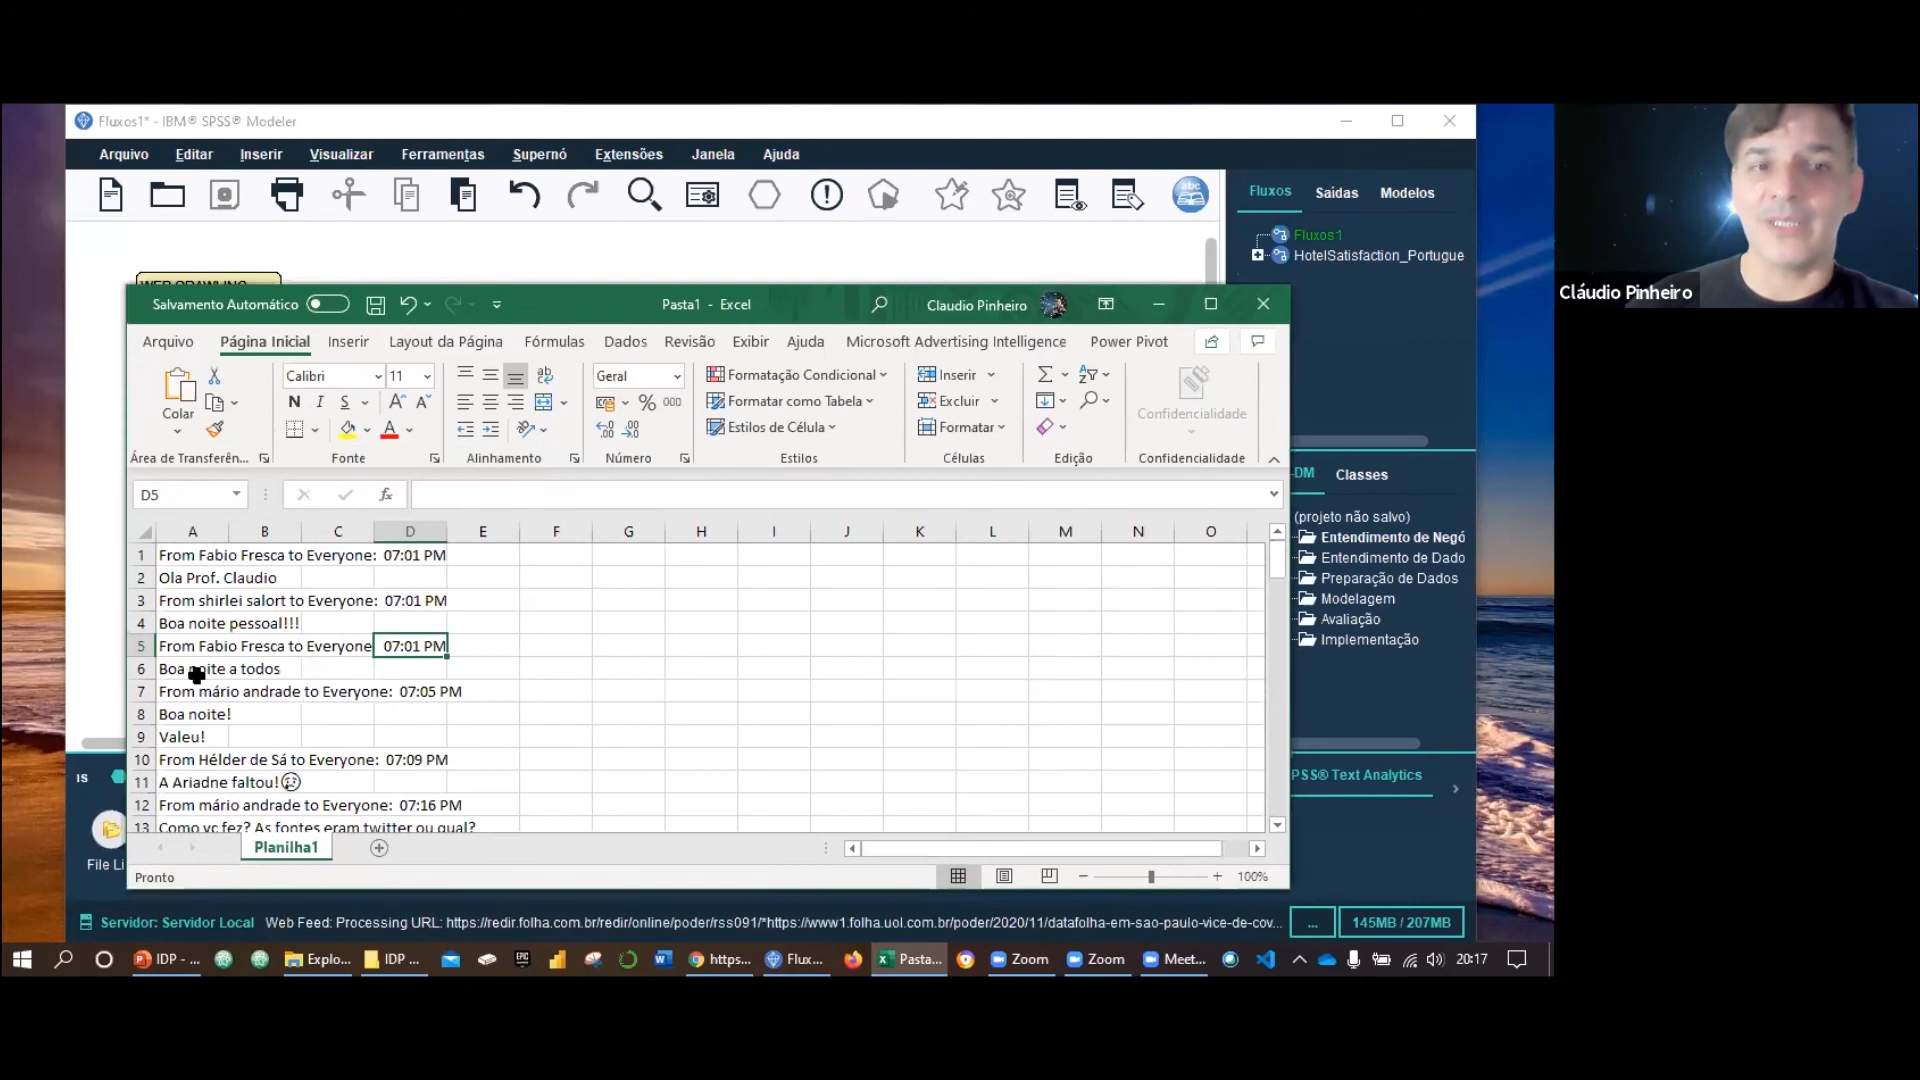 Fluxos1* - IBM® SPSS® Modeler
Arquivo Editar Inserir Visualizar Ferramentas Supernó Extensões Janela Ajuda
abc
Fluxos Saídas Modelos
Fluxos1
HotelSatisfaction_Portugue
Cláudio Pinheiro
Salvamento Automático Pasta1 - Excel Claudio Pinheiro
Arquivo Página Inicial Inserir Layout da Página Fórmulas Dados Revisão Exibir Ajuda Microsoft Advertising Intelligence Power Pivot
Colar
Calibri 11
N I S A A
A
ab
Geral
% 000
Formatação Condicional
Formatar como Tabela
Estilos de Célula
Inserir
Excluir
Formatar
Confidencialidade
Área de Transferên... Fonte Alinhamento Número Estilos Células Edição Confidencialidade
D5 fx
A B C D E F G H I J K L M N O
1 From Fabio Fresca to Everyone: 07:01 PM
2 Ola Prof. Claudio
3 From shirlei salort to Everyone: 07:01 PM
4 Boa noite pessoal!!!
5 From Fabio Fresca to Everyone 07:01 PM
6 Boa noite a todos
7 From mário andrade to Everyone: 07:05 PM
8 Boa noite!
9 Valeu!
10 From Hélder de Sá to Everyone: 07:09 PM
11 A Ariadne faltou!😢
12 From mário andrade to Everyone: 07:16 PM
13 Como vc fez? As fontes eram twitter ou qual?
Planilha1
Pronto 100%
DM Classes
(projeto não salvo)
Entendimento de Negó
Entendimento de Dado
Preparação de Dados
Modelagem
Avaliação
Implementação
IS
PSS® Text Analytics
File Li
Servidor: Servidor Local Web Feed: Processing URL: https://redir.folha.com.br/redir/online/poder/rss091/*https://www1.folha.uol.com.br/poder/2020/11/datafolha-em-sao-paulo-vice-de-cov... ... 145MB / 207MB
IDP - ... Explo... IDP ... EPIC https... Flux... Pasta... Zoom Zoom Meet... 20:17